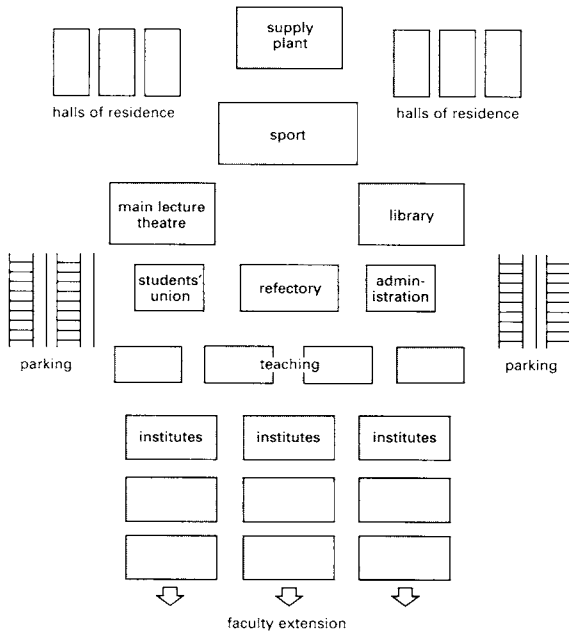 supply
plant
halls of residence
halls of residence
sport
main lecture
theatre
library
students'
union
refectory
admin-
istration
parking
teaching
parking
institutes
institutes
institutes
faculty extension